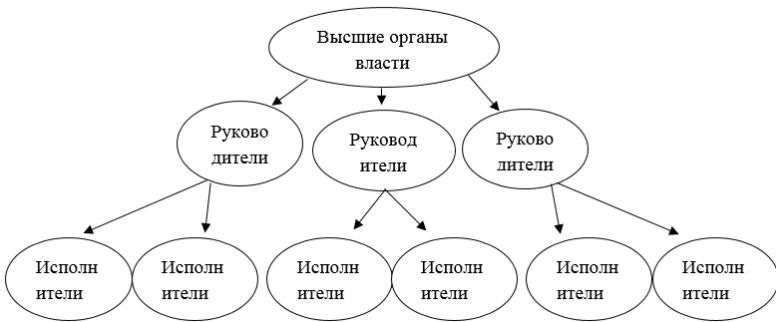 Высшие органы
власти
Руково
дители
Руковод
ители
Руково
дители
Исполн
ители
Исполн
ители
Исполн
ители
Исполн
ители
Исполн
ители
Исполн
ители